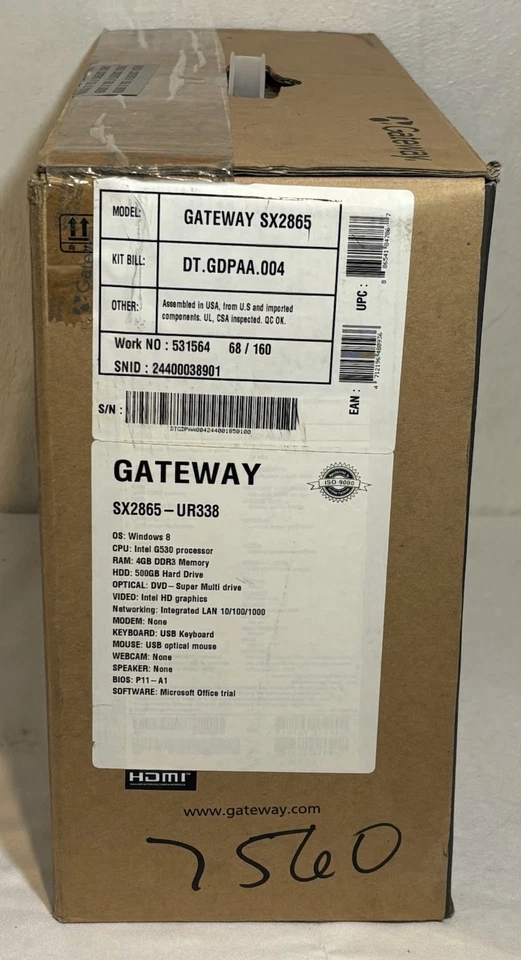 Gateway
MODEL: GATEWAY SX2865
KIT BILL: DT.GDPAA.004
OTHER: Assembled in USA, from U.S and imported
components. UL, CSA inspected. QC OK.
Work NO : 531564 68 / 160
SNID : 24400038901
UPC :
EAN :
S/N :
DTGDPAA004244001850100
GATEWAY
ISO 9000
SX2865-UR338
OS: Windows 8
CPU: Intel G530 processor
RAM: 4GB DDR3 Memory
HDD: 500GB Hard Drive
OPTICAL: DVD-Super Multi drive
VIDEO: Intel HD graphics
Networking: Integrated LAN 10/100/1000
MODEM: None
KEYBOARD: USB Keyboard
MOUSE: USB optical mouse
WEBCAM: None
SPEAKER: None
BIOS: P11-A1
SOFTWARE: Microsoft Office trial
HDMI
www.gateway.com
7560